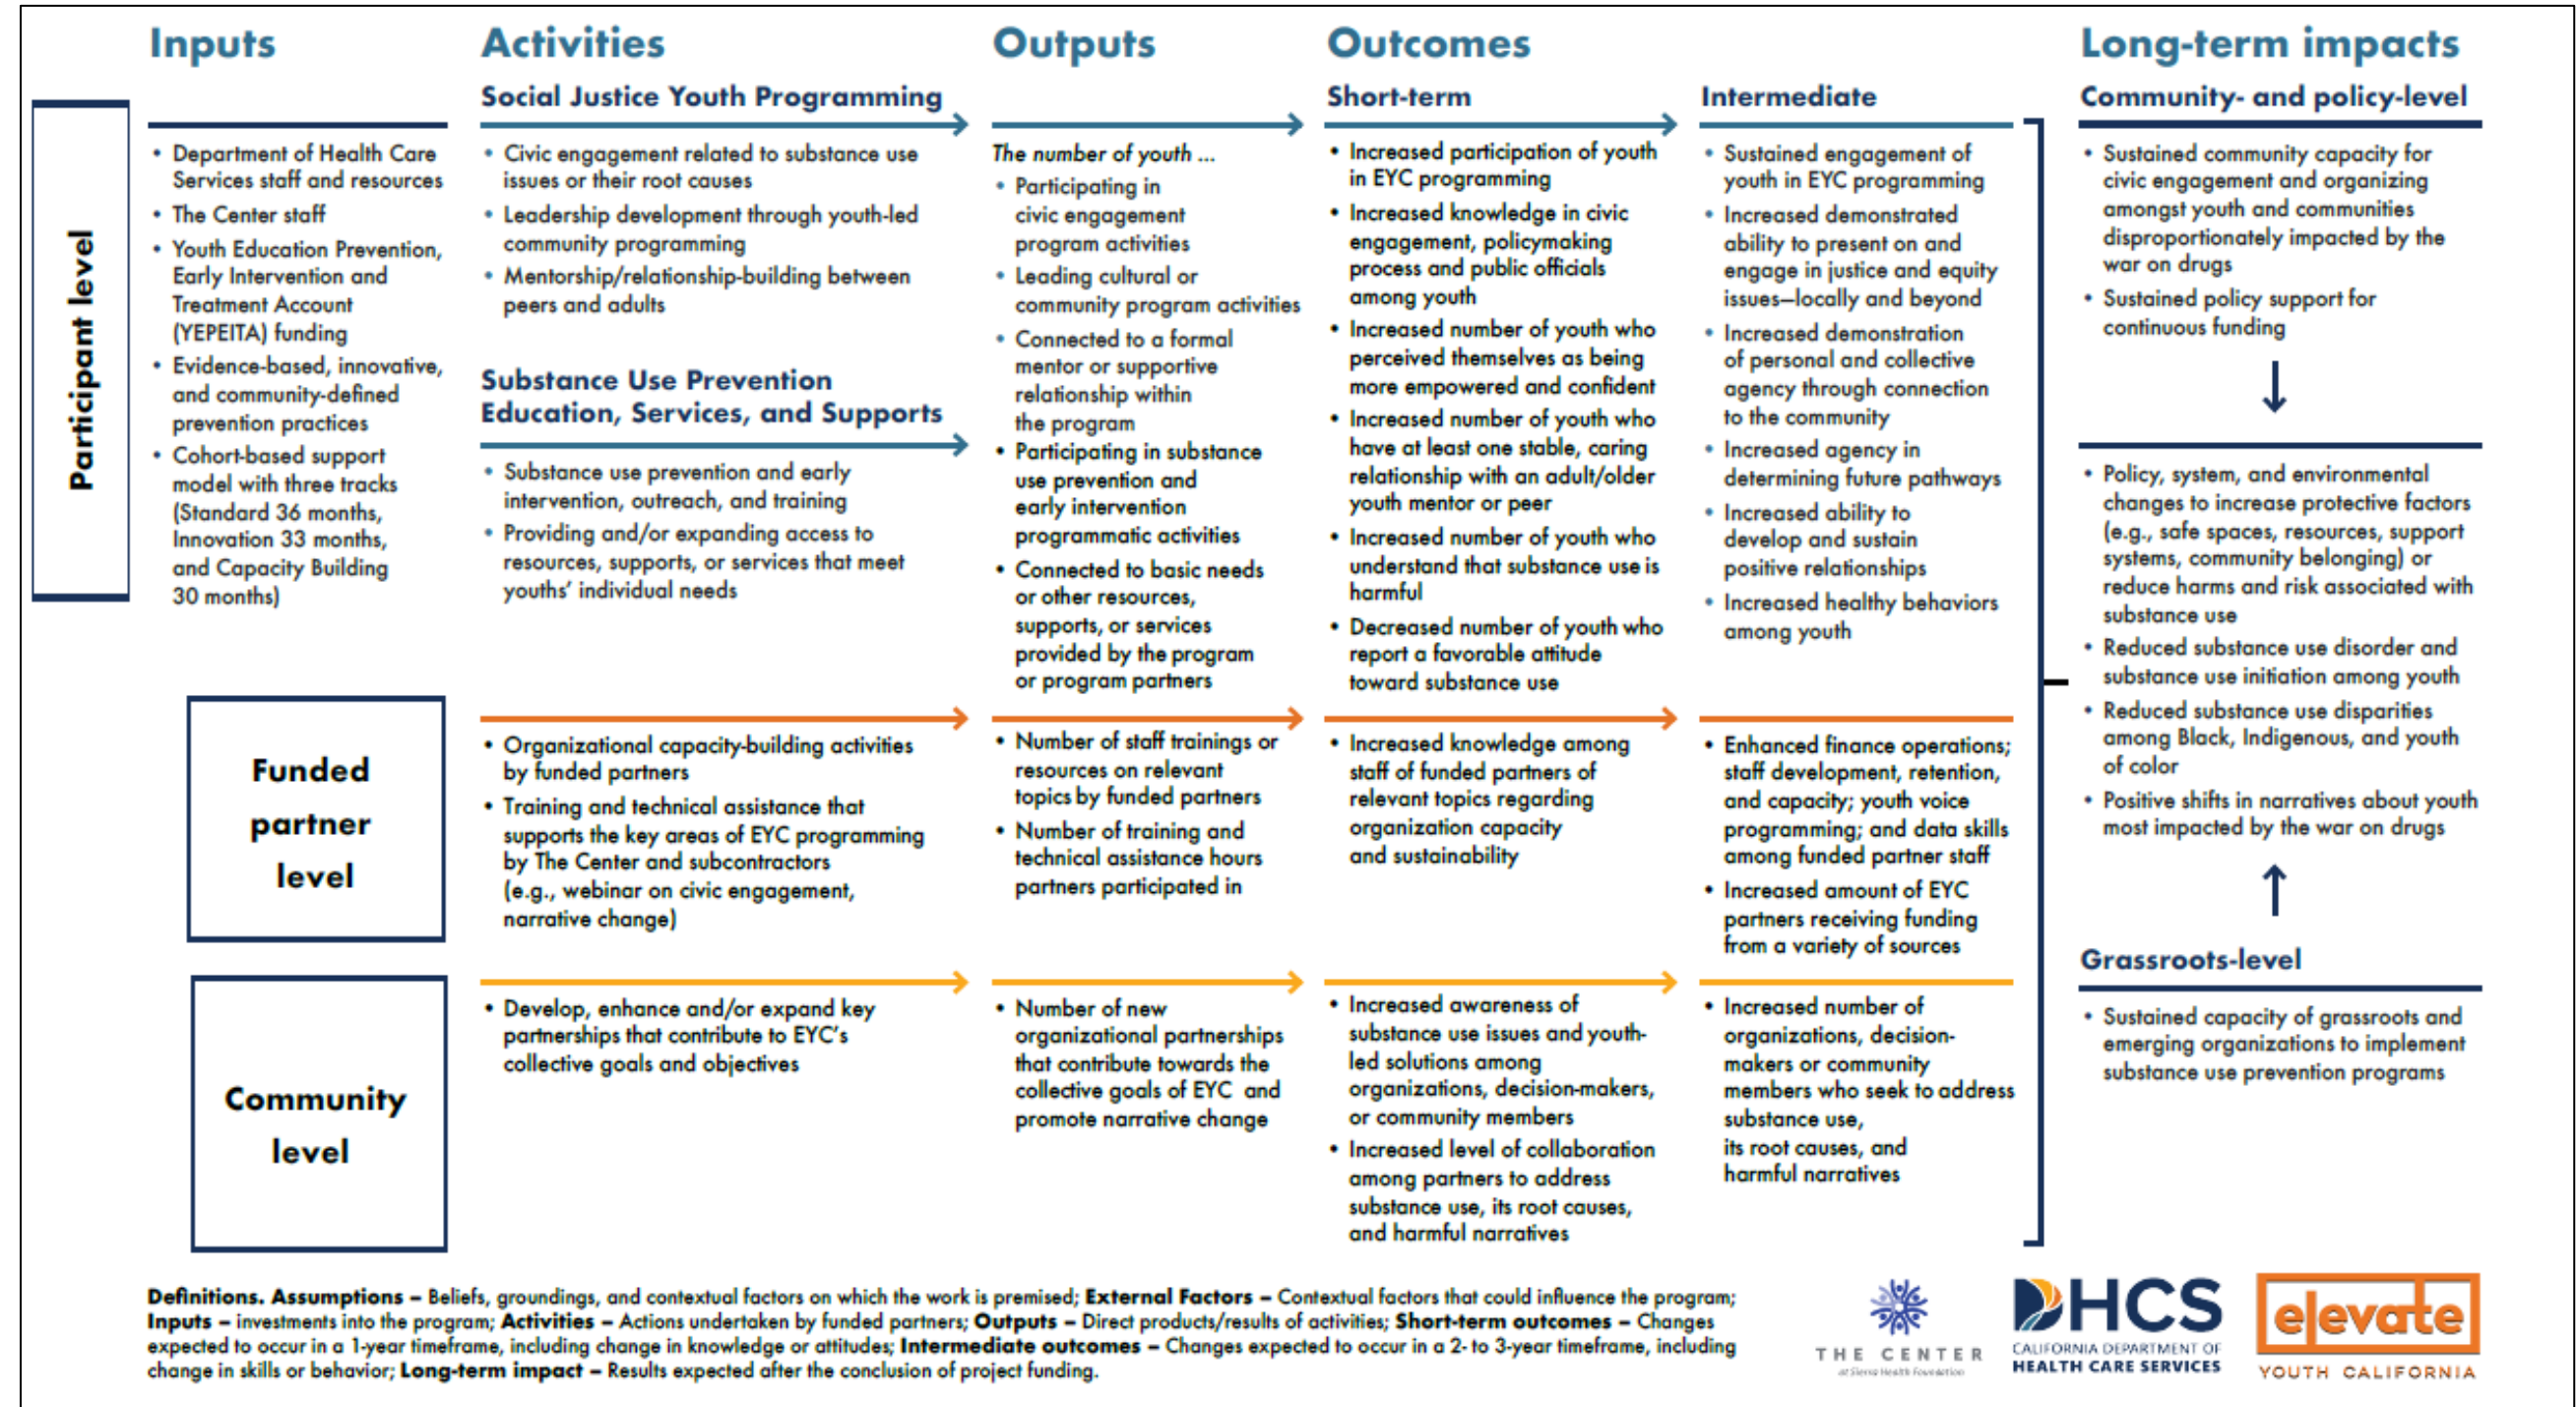 Inputs
Activities
Outputs
Outcomes
Long-term impacts
Social Justice Youth Programming
Short-term
Intermediate
Community- and policy-level
Participant level
• Department of Health Care
Services staff and resources
• The Center staff
• Youth Education Prevention,
Early Intervention and
Treatment Account
(YEPEITA) funding
• Evidence-based, innovative,
and community-defined
prevention practices
• Cohort-based support
model with three tracks
(Standard 36 months,
Innovation 33 months,
and Capacity Building
30 months)
• Civic engagement related to substance use
issues or their root causes
• Leadership development through youth-led
community programming
• Mentorship/relationship-building between
peers and adults
Substance Use Prevention
Education, Services, and Supports
• Substance use prevention and early
intervention, outreach, and training
• Providing and/or expanding access to
resources, supports, or services that meet
youths' individual needs
The number of youth ...
• Participating in
civic engagement
program activities
• Leading cultural or
community program activities
• Connected to a formal
mentor or supportive
relationship within
the program
• Participating in substance
use prevention and
early intervention
programmatic activities
• Connected to basic needs
or other resources,
supports, or services
provided by the program
or program partners
• Increased participation of youth
in EYC programming
• Increased knowledge in civic
engagement, policymaking
process and public officials
among youth
• Increased number of youth who
perceived themselves as being
more empowered and confident
• Increased number of youth who
have at least one stable, caring
relationship with an adult/older
youth mentor or peer
• Increased number of youth who
understand that substance use is
harmful
• Decreased number of youth who
report a favorable attitude
toward substance use
• Sustained engagement of
youth in EYC programming
• Increased demonstrated
ability to present on and
engage in justice and equity
issues—locally and beyond
• Increased demonstration
of personal and collective
agency through connection
to the community
• Increased agency in
determining future pathways
• Increased ability to
develop and sustain
positive relationships
• Increased healthy behaviors
among youth
• Sustained community capacity for
civic engagement and organizing
amongst youth and communities
disproportionately impacted by the
war on drugs
• Sustained policy support for
continuous funding
• Policy, system, and environmental
changes to increase protective factors
(e.g., safe spaces, resources, support
systems, community belonging) or
reduce harms and risk associated with
substance use
• Reduced substance use disorder and
substance use initiation among youth
• Reduced substance use disparities
among Black, Indigenous, and youth
of color
• Positive shifts in narratives about youth
most impacted by the war on drugs
Grassroots-level
• Sustained capacity of grassroots and
emerging organizations to implement
substance use prevention programs
Funded
partner
level
• Organizational capacity-building activities
by funded partners
• Training and technical assistance that
supports the key areas of EYC programming
by The Center and subcontractors
(e.g., webinar on civic engagement,
narrative change)
• Number of staff trainings or
resources on relevant
topics by funded partners
• Number of training and
technical assistance hours
partners participated in
• Increased knowledge among
staff of funded partners of
relevant topics regarding
organization capacity
and sustainability
• Enhanced finance operations;
staff development, retention,
and capacity; youth voice
programming; and data skills
among funded partner staff
• Increased amount of EYC
partners receiving funding
from a variety of sources
Community
level
• Develop, enhance and/or expand key
partnerships that contribute to EYC's
collective goals and objectives
• Number of new
organizational partnerships
that contribute towards the
collective goals of EYC and
promote narrative change
• Increased awareness of
substance use issues and youth-
led solutions among
organizations, decision-makers,
or community members
• Increased level of collaboration
among partners to address
substance use, its root causes,
and harmful narratives
• Increased number of
organizations, decision-
makers or community
members who seek to address
substance use,
its root causes, and
harmful narratives
Definitions. Assumptions – Beliefs, groundings, and contextual factors on which the work is premised; External Factors – Contextual factors that could influence the program;
Inputs – investments into the program; Activities – Actions undertaken by funded partners; Outputs – Direct products/results of activities; Short-term outcomes – Changes
expected to occur in a 1-year timeframe, including change in knowledge or attitudes; Intermediate outcomes – Changes expected to occur in a 2- to 3-year timeframe, including
change in skills or behavior; Long-term impact – Results expected after the conclusion of project funding.
THE CENTER
at Sierra Health Foundation
DHCS
CALIFORNIA DEPARTMENT OF
HEALTH CARE SERVICES
elevate
YOUTH CALIFORNIA